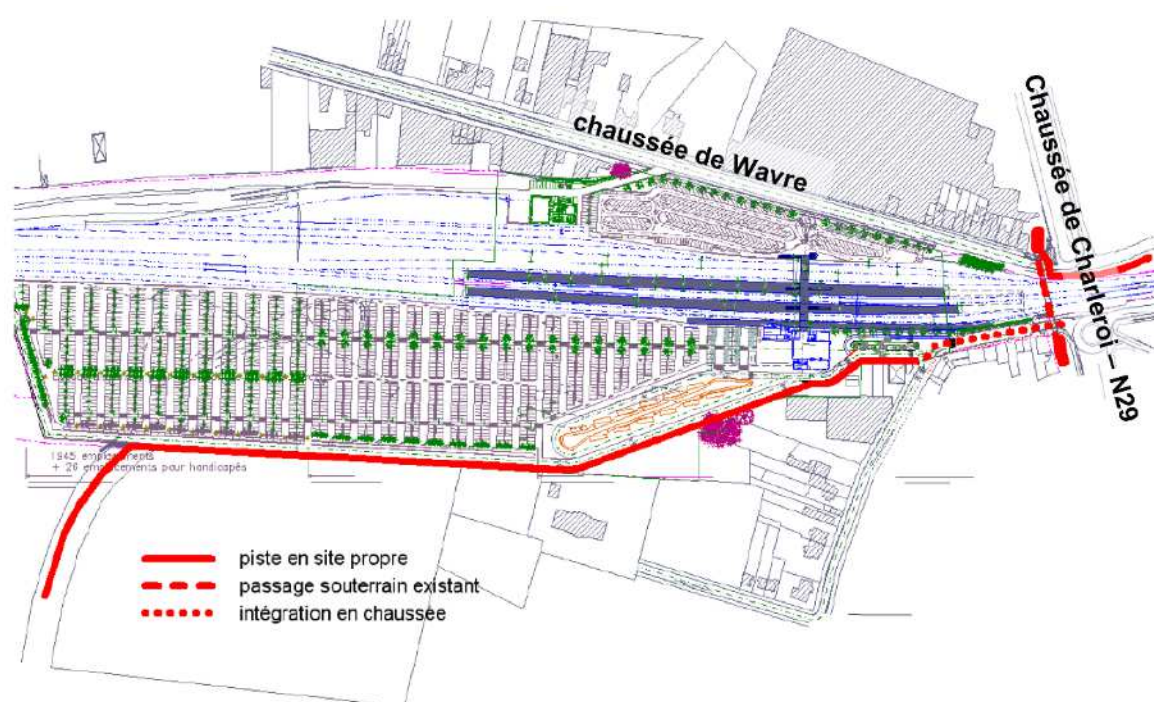 chaussée de Wavre
Chaussée de Charleroi – N29
1945 emplacements
+ 26 emplacements pour handicapés
piste en site propre
passage souterrain existant
intégration en chaussée